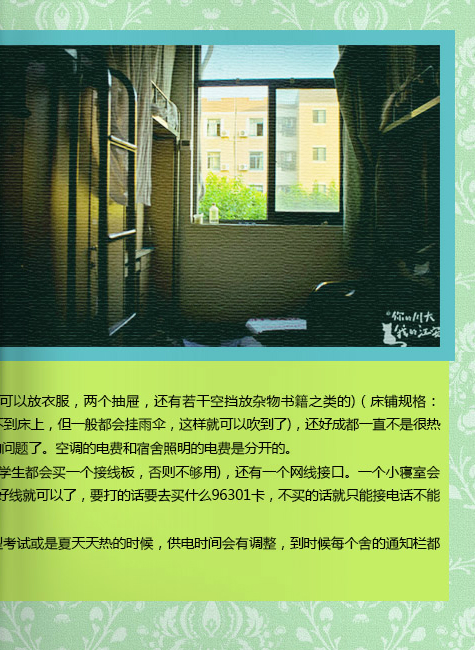 ©你的川大
我的江安
可以放衣服，两个抽屉，还有若干空挡放杂物书籍之类的）（床铺规格：
不到床上，但一般都会挂雨伞，这样就可以吹到了），还好成都一直不是很热
问题了。空调的电费和宿舍照明的电费是分开的。
学生都会买一个接线板，否则不够用），还有一个网线接口。一个小寝室会
好线就可以了，要打的话要去买什么96301卡，不买的话就只能接电话不能
考试或是夏天天热的时候，供电时间会有调整，到时候每个舍的通知栏都